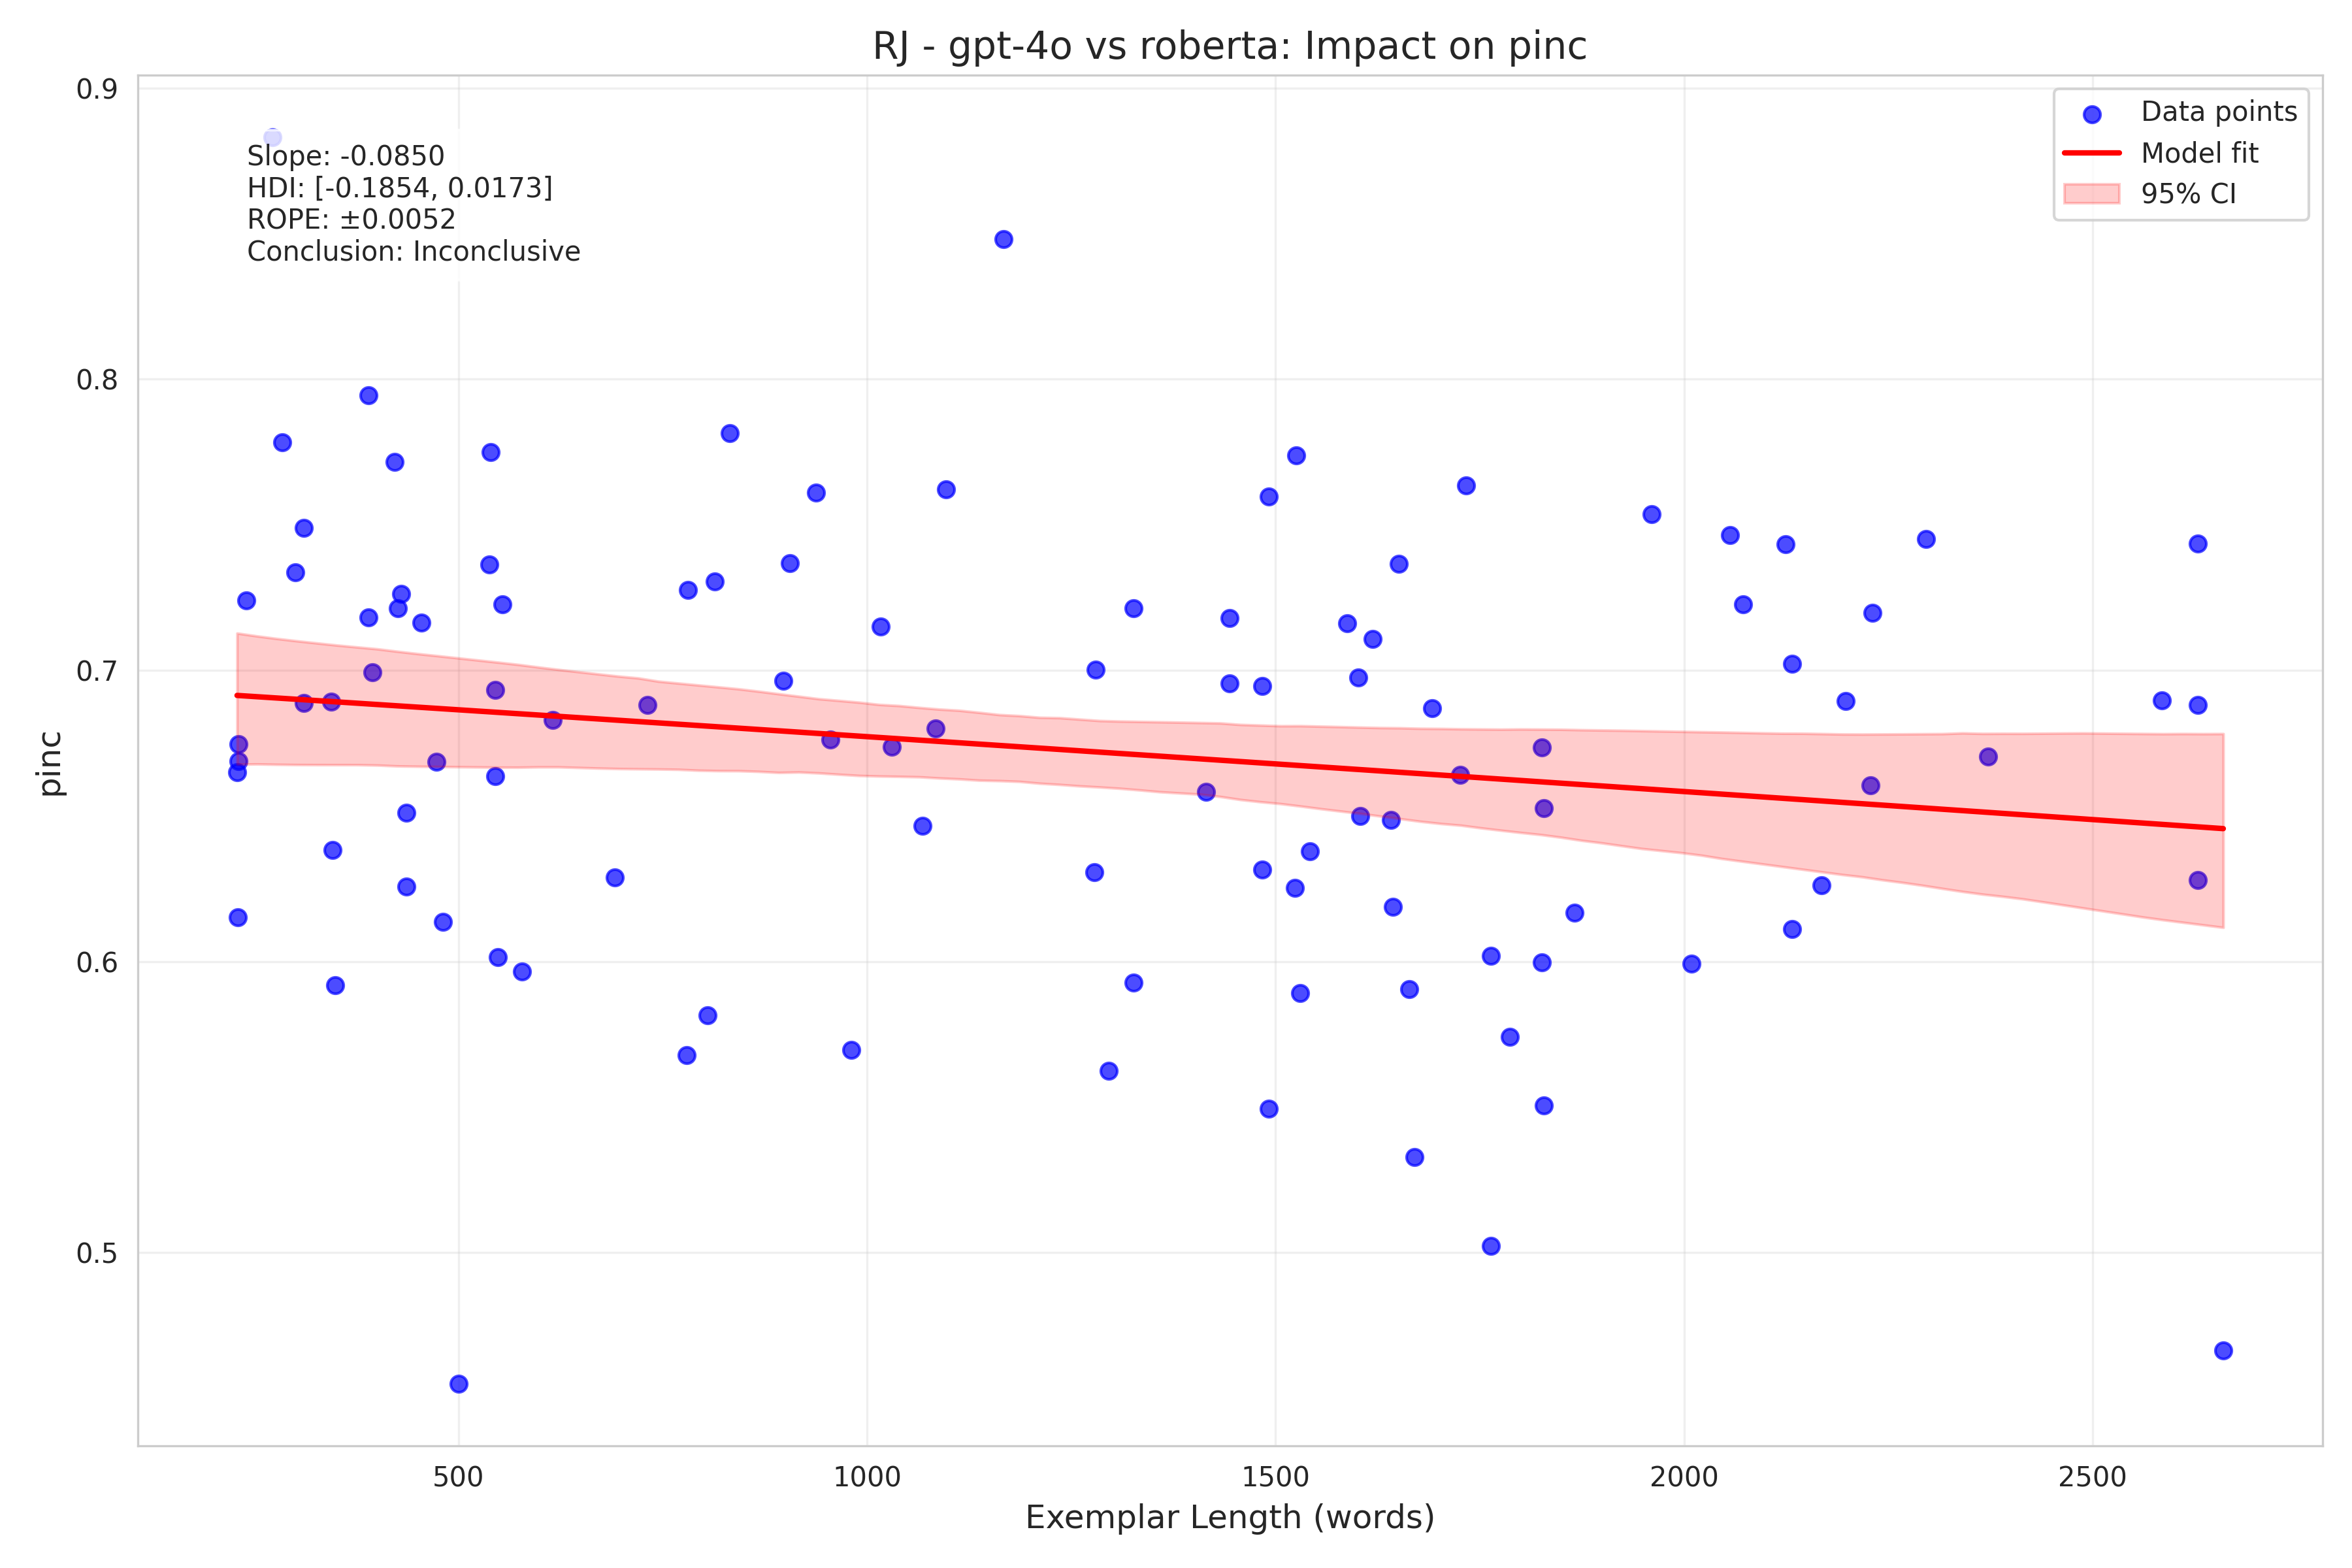 RJ - gpt-4o vs roberta: Impact on pinc
Slope: -0.0850
HDI: [-0.1854, 0.0173]
ROPE: ±0.0052
Conclusion: Inconclusive
Data points
Model fit
95% CI
pinc
0.9
0.8
0.7
0.6
0.5
500
1000
1500
2000
2500
Exemplar Length (words)